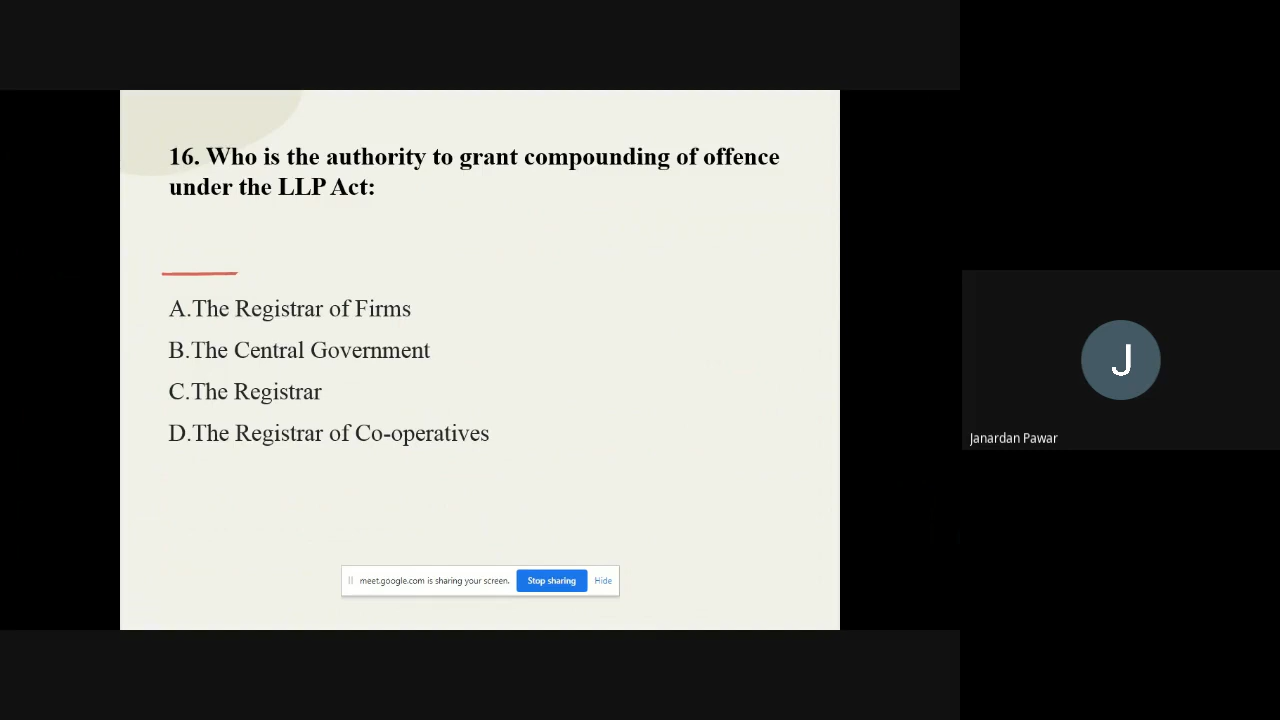 16. Who is the authority to grant compounding of offence
under the LLP Act:
A.The Registrar of Firms
B.The Central Government
C.The Registrar
D.The Registrar of Co-operatives
meet.google.com is sharing your screen. Stop sharing Hide
J
Janardan Pawar